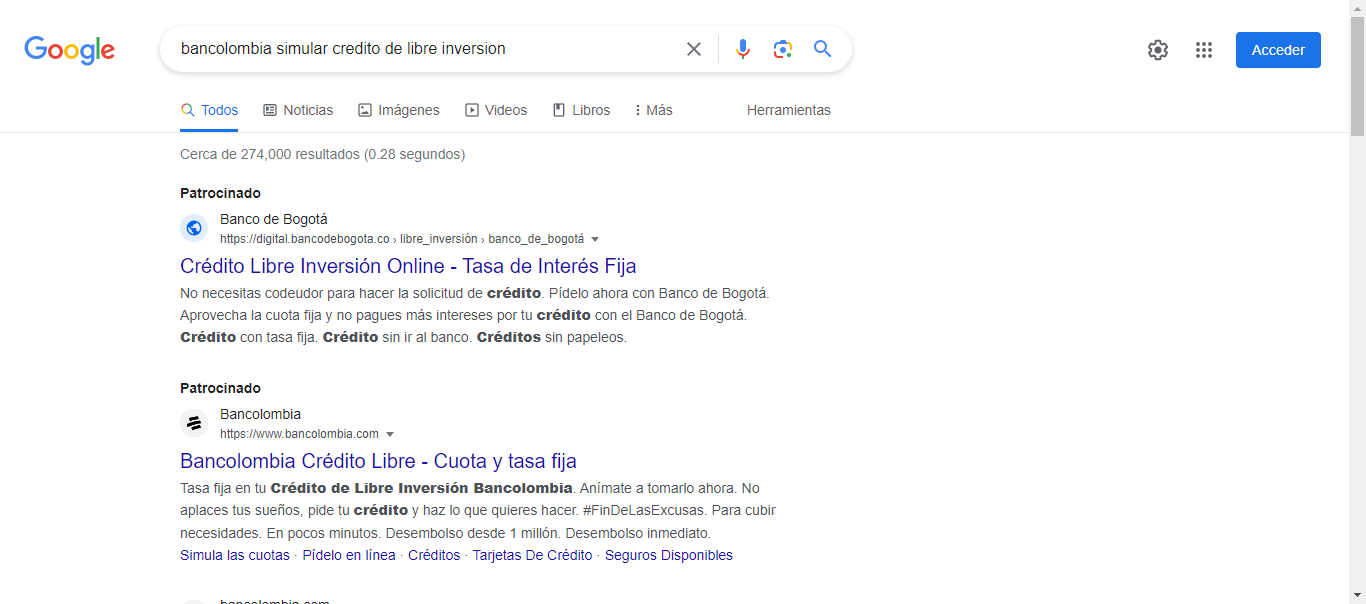 Google
bancolombia simular credito de libre inversion
Acceder
Todos Noticias Imágenes Videos Libros Más Herramientas
Cerca de 274,000 resultados (0.28 segundos)
Patrocinado
Banco de Bogotá
https://digital.bancodebogota.co › libre_inversión › banco_de_bogotá
Crédito Libre Inversión Online - Tasa de Interés Fija
No necesitas codeudor para hacer la solicitud de crédito. Pídelo ahora con Banco de Bogotá.
Aprovecha la cuota fija y no pagues más intereses por tu crédito con el Banco de Bogotá.
Crédito con tasa fija. Crédito sin ir al banco. Créditos sin papeleos.
Patrocinado
Bancolombia
https://www.bancolombia.com
Bancolombia Crédito Libre - Cuota y tasa fija
Tasa fija en tu Crédito de Libre Inversión Bancolombia. Anímate a tomarlo ahora. No
aplaces tus sueños, pide tu crédito y haz lo que quieres hacer. #FinDeLasExcusas. Para cubir
necesidades. En pocos minutos. Desembolso desde 1 millón. Desembolso inmediato.
Simula las cuotas · Pídelo en línea · Créditos · Tarjetas De Crédito · Seguros Disponibles
bancolombia.com